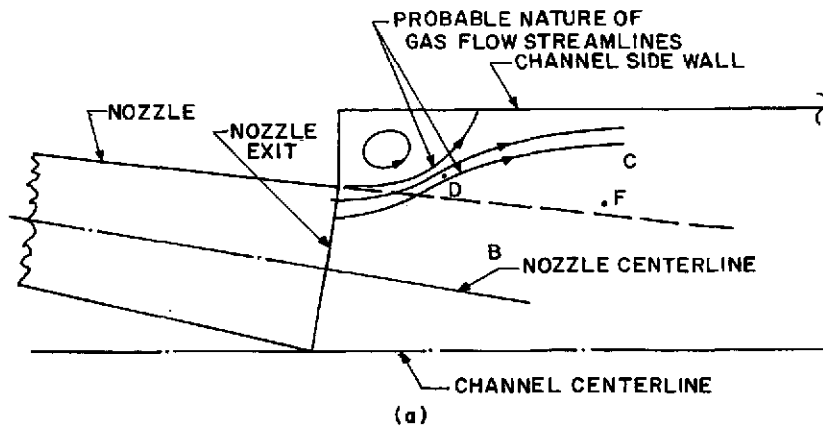 PROBABLE NATURE OF
GAS FLOW STREAMLINES
CHANNEL SIDE WALL
NOZZLE
NOZZLE
EXIT
C
D
F
B
NOZZLE CENTERLINE
CHANNEL CENTERLINE
(a)